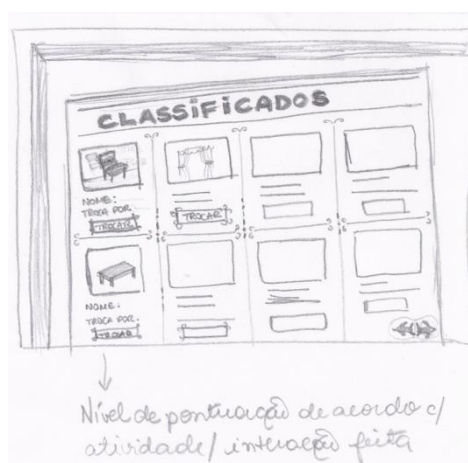 CLASSIFICADOS
NOME:
TROCA POR:
TROCAR
TROCAR
NOME:
TROCA POR:
TROCAR
Nível de pontuação de acordo c/
atividade/ interação feita